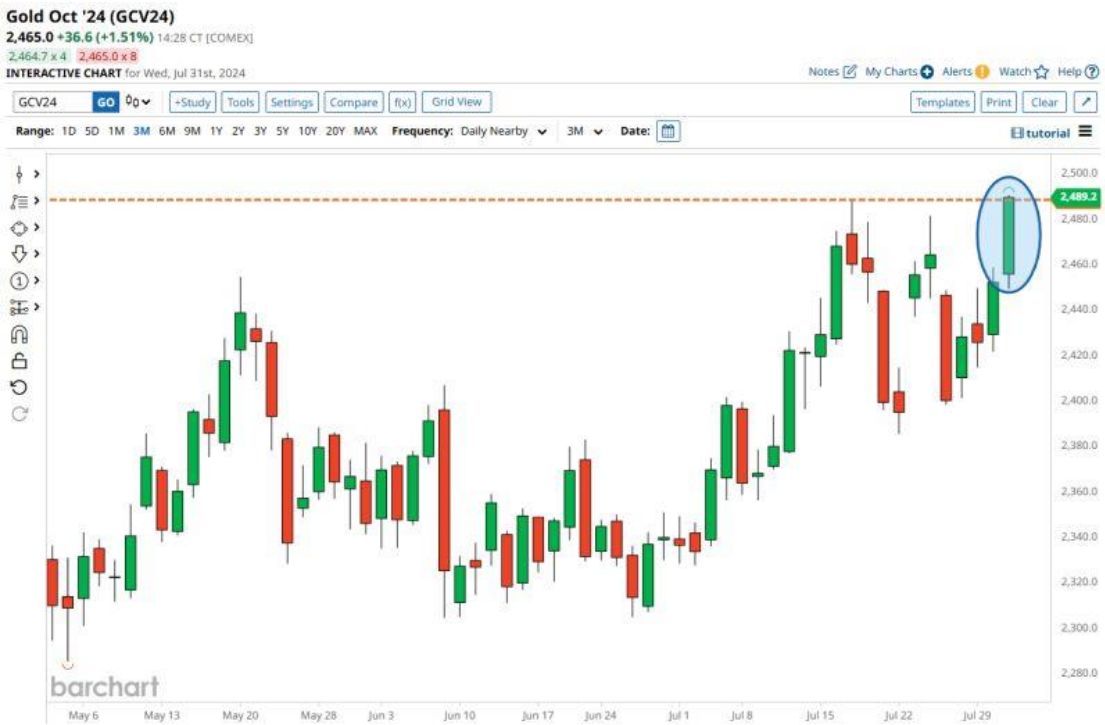 Gold Oct '24 (GCV24)
2,465.0 +36.6 (+1.51%) 14:28 CT [COMEX]
2,464.7 x 4 2,465.0 x 8
INTERACTIVE CHART for Wed, Jul 31st, 2024
Notes My Charts Alerts Watch Help
GCV24 GO +Study Tools Settings Compare f(x) Grid View Templates Print Clear
Range: 1D 5D 1M 3M 6M 9M 1Y 2Y 3Y 5Y 10Y 20Y MAX Frequency: Daily Nearby 3M Date: tutorial
2,500.0
2,489.2
2,480.0
2,460.0
2,440.0
2,420.0
2,400.0
2,380.0
2,360.0
2,340.0
2,320.0
2,300.0
2,280.0
barchart
May 6 May 13 May 20 May 28 Jun 3 Jun 10 Jun 17 Jun 24 Jul 1 Jul 8 Jul 15 Jul 22 Jul 29